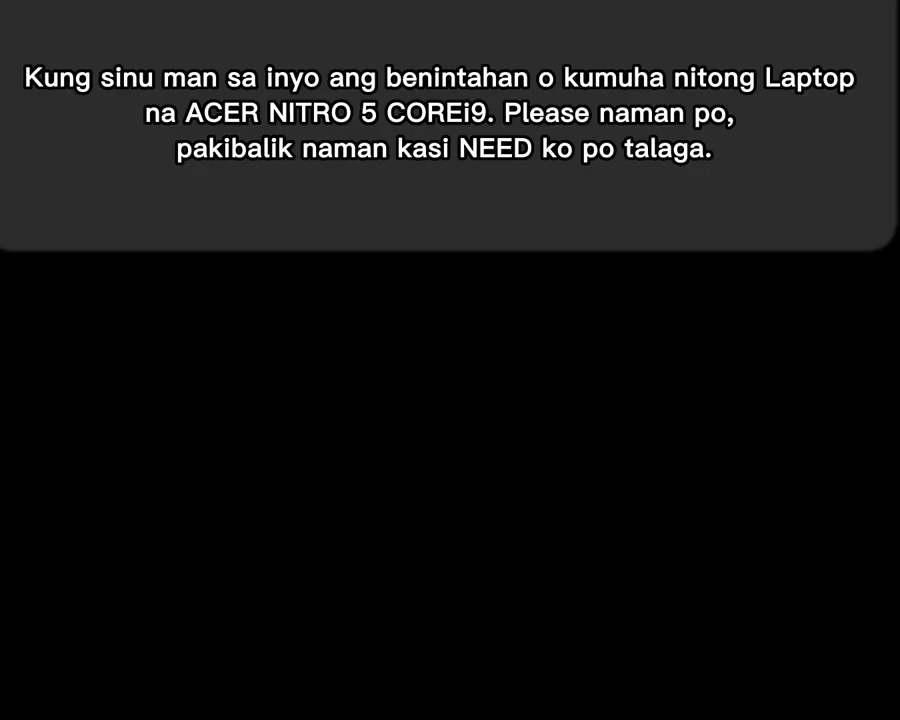 Kung sinu man sa inyo ang benintahan o kumuha nitong Laptop
na ACER NITRO 5 COREi9. Please naman po,
pakibalik naman kasi NEED ko po talaga.